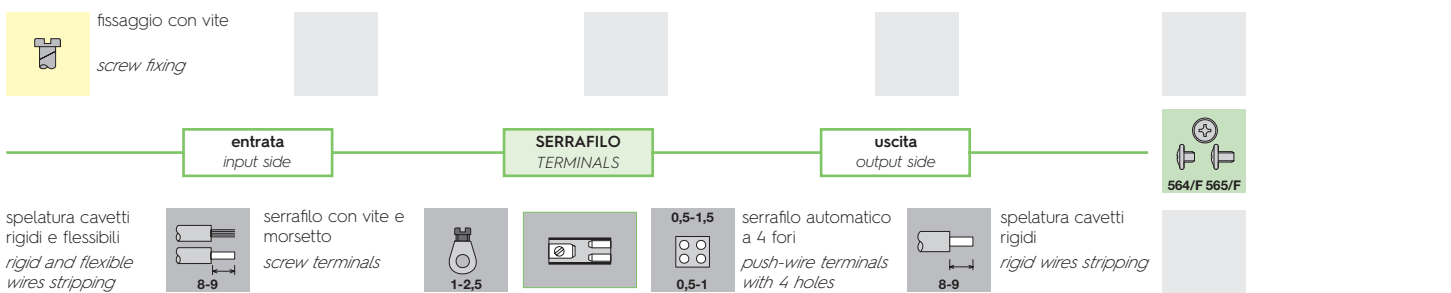 fissaggio con vite
screw fixing
entrata
input side
SERRAFILO
TERMINALS
uscita
output side
564/F 565/F
spelatura cavetti
rigidi e flessibili
rigid and flexible
wires stripping
8-9
serrafilo con vite e
morsetto
screw terminals
1-2,5
0,5-1,5
0,5-1
serrafilo automatico
a 4 fori
push-wire terminals
with 4 holes
8-9
spelatura cavetti
rigidi
rigid wires stripping